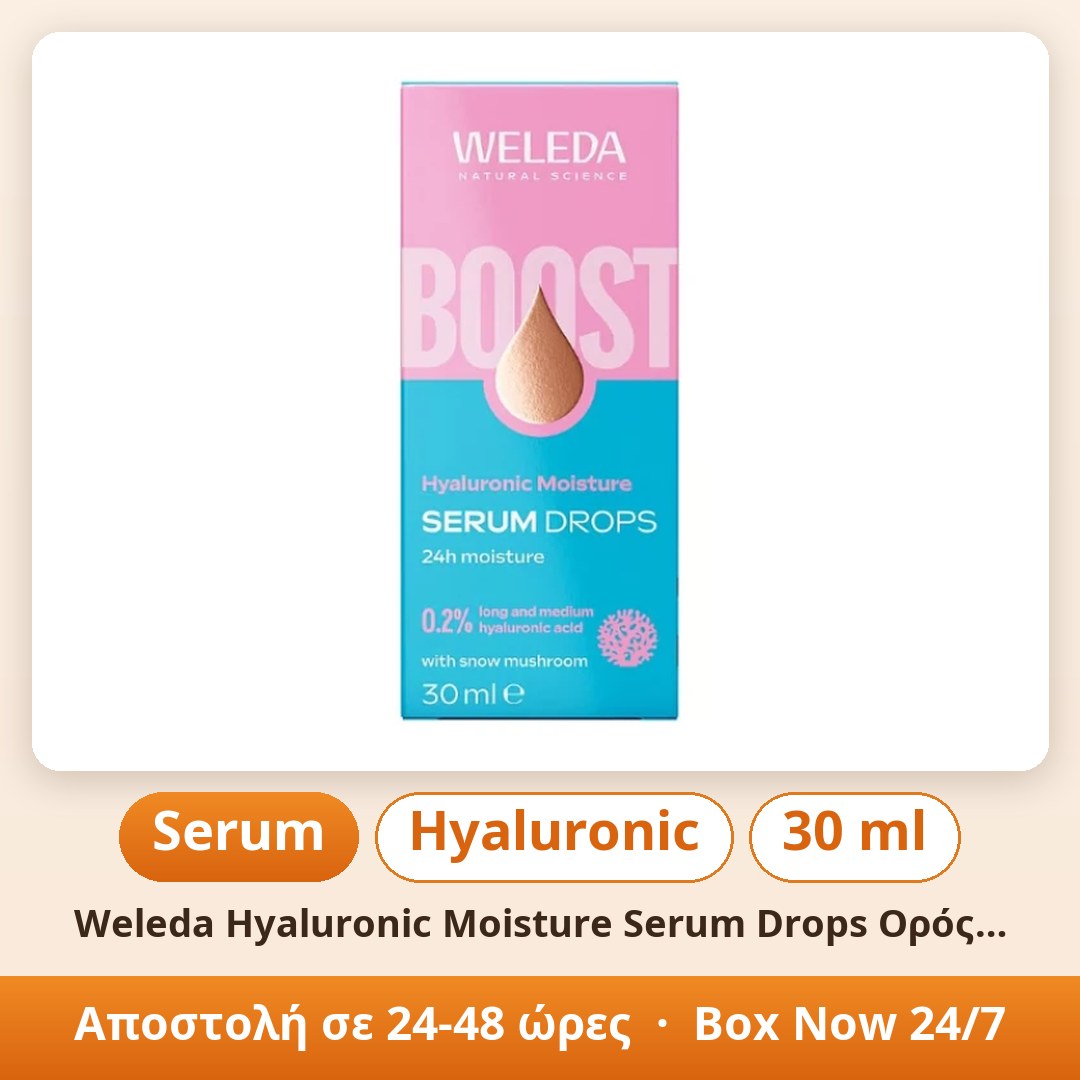 WELEDA
NATURAL SCIENCE
BOOST
Hyaluronic Moisture
SERUM DROPS
24h moisture
0.2% long and medium
hyaluronic acid
with snow mushroom
30 ml e
Serum
Hyaluronic
30 ml
Weleda Hyaluronic Moisture Serum Drops Ορός...
Αποστολή σε 24-48 ώρες · Box Now 24/7